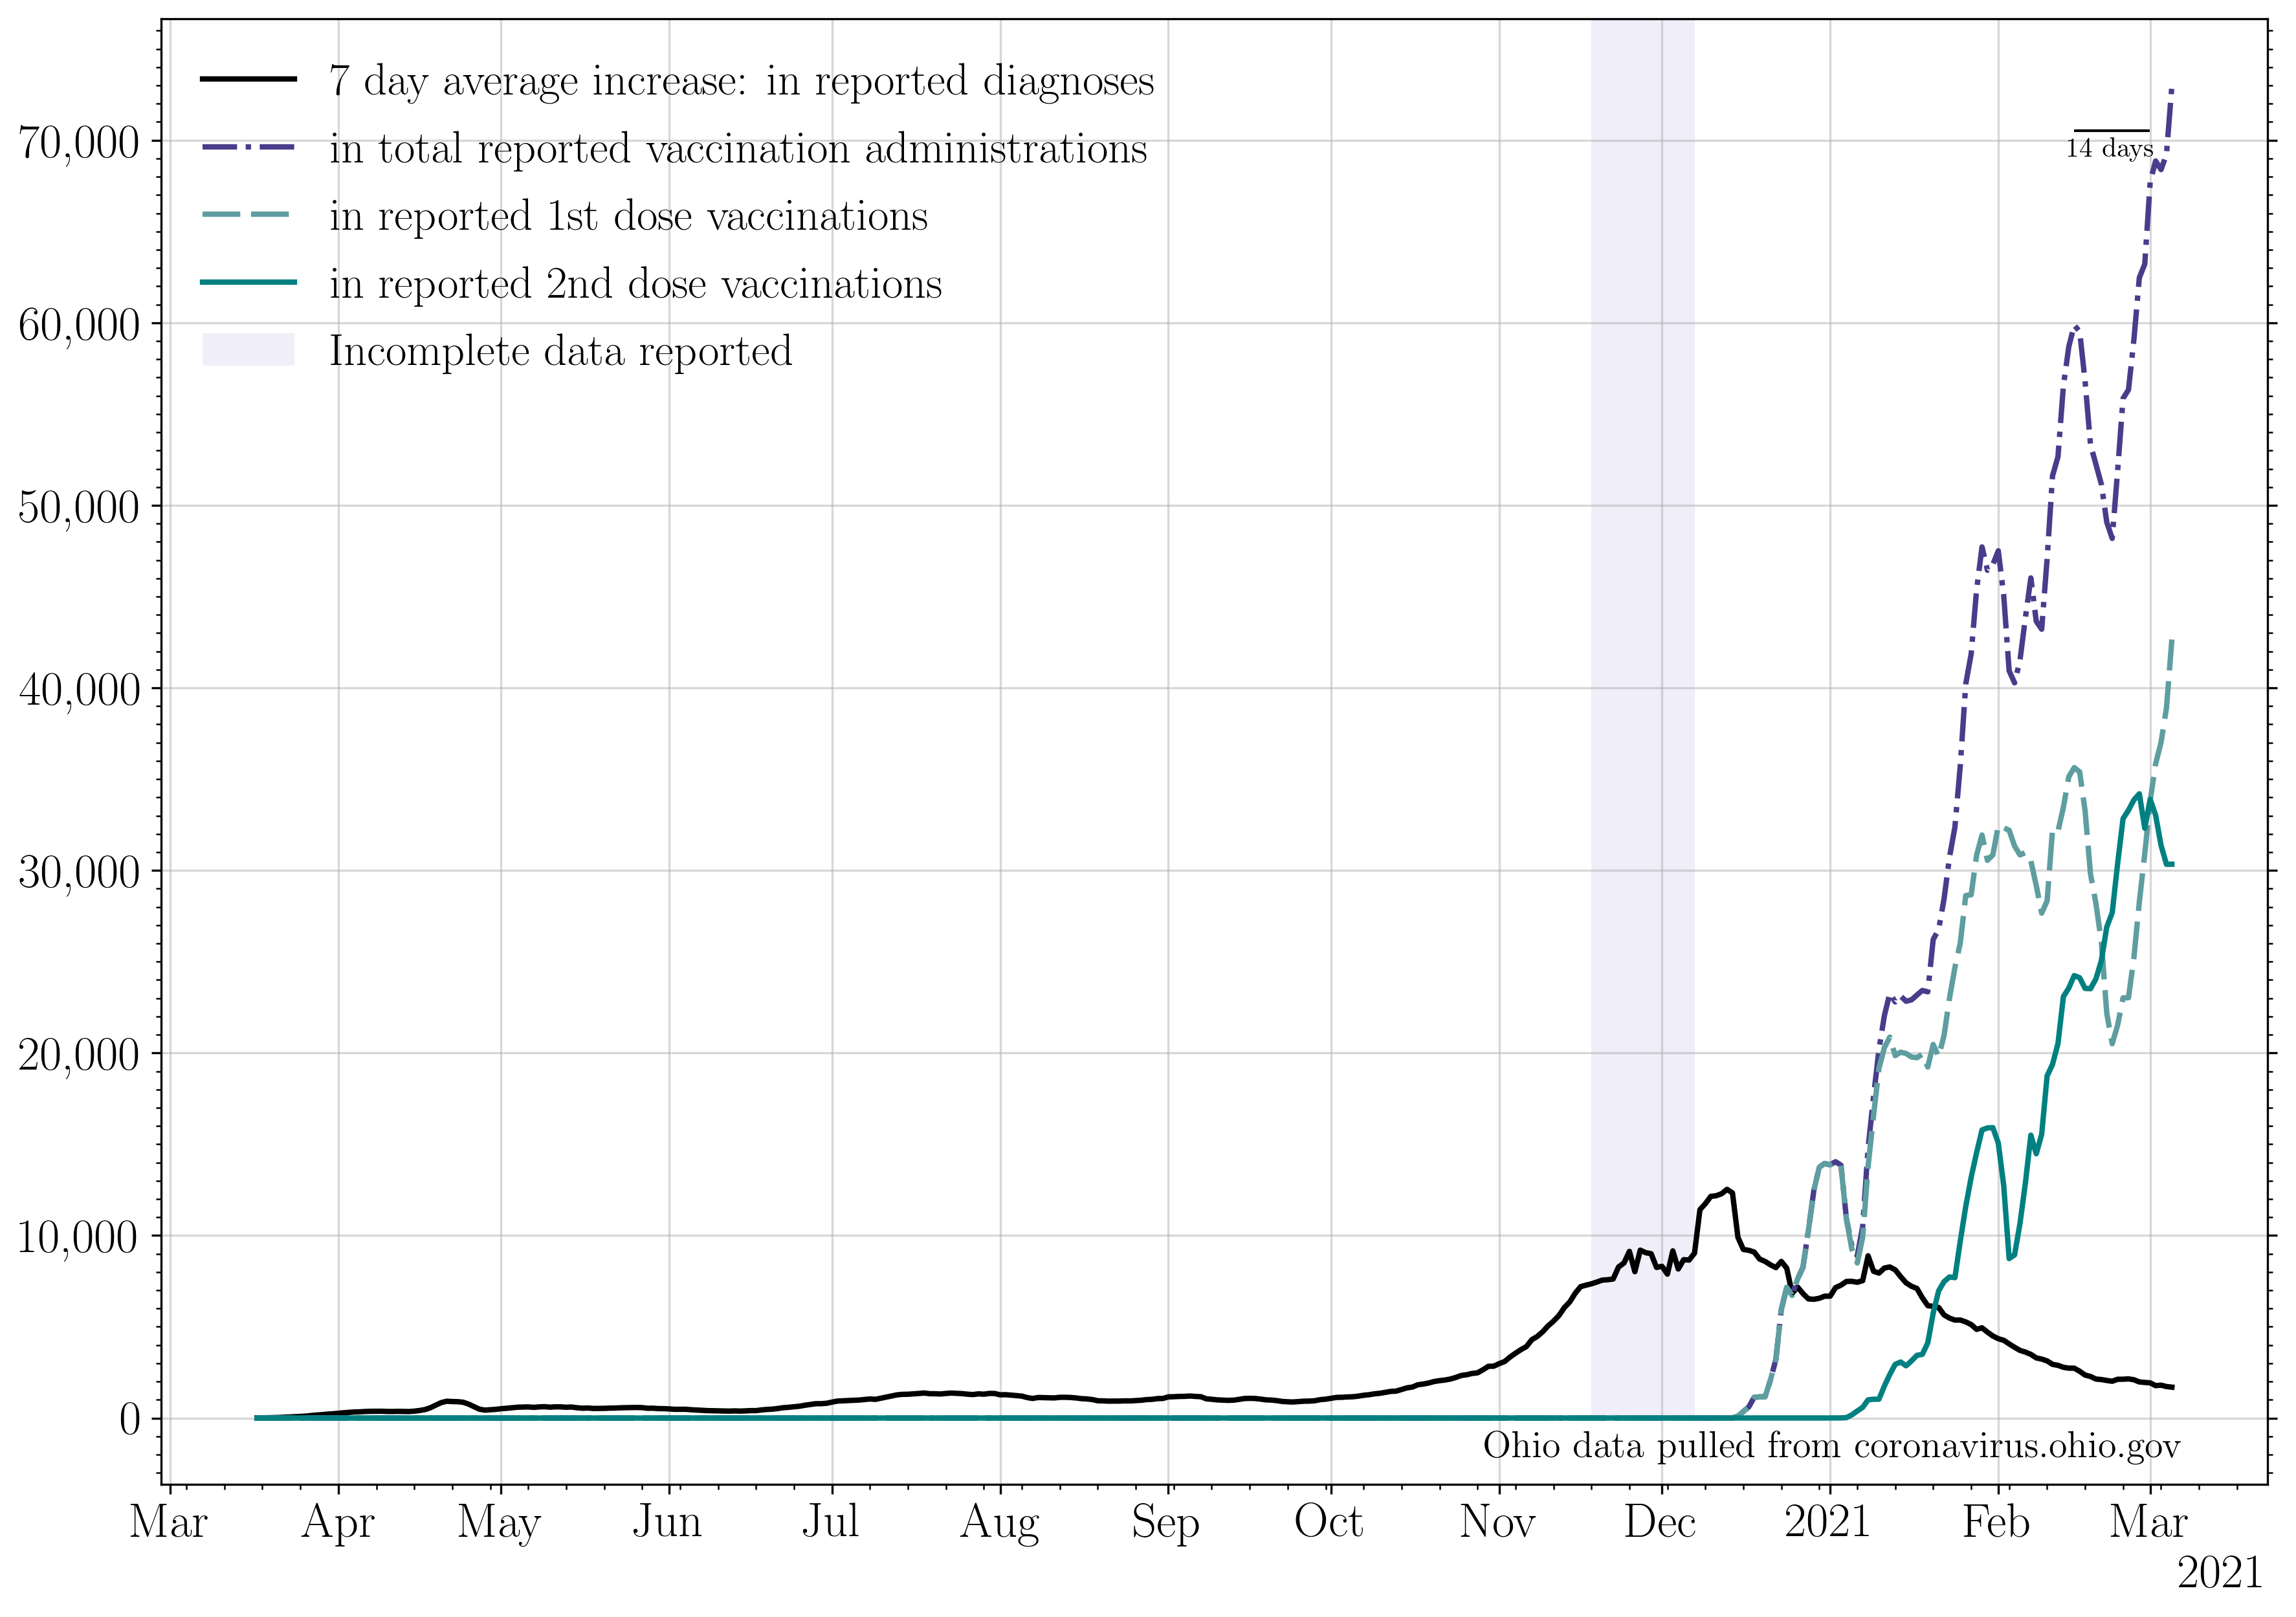 7 day average increase: in reported diagnoses
in total reported vaccination administrations
in reported 1st dose vaccinations
in reported 2nd dose vaccinations
Incomplete data reported
14 days
70,000
60,000
50,000
40,000
30,000
20,000
10,000
0
Ohio data pulled from coronavirus.ohio.gov
Mar Apr May Jun Jul Aug Sep Oct Nov Dec 2021 Feb Mar
2021